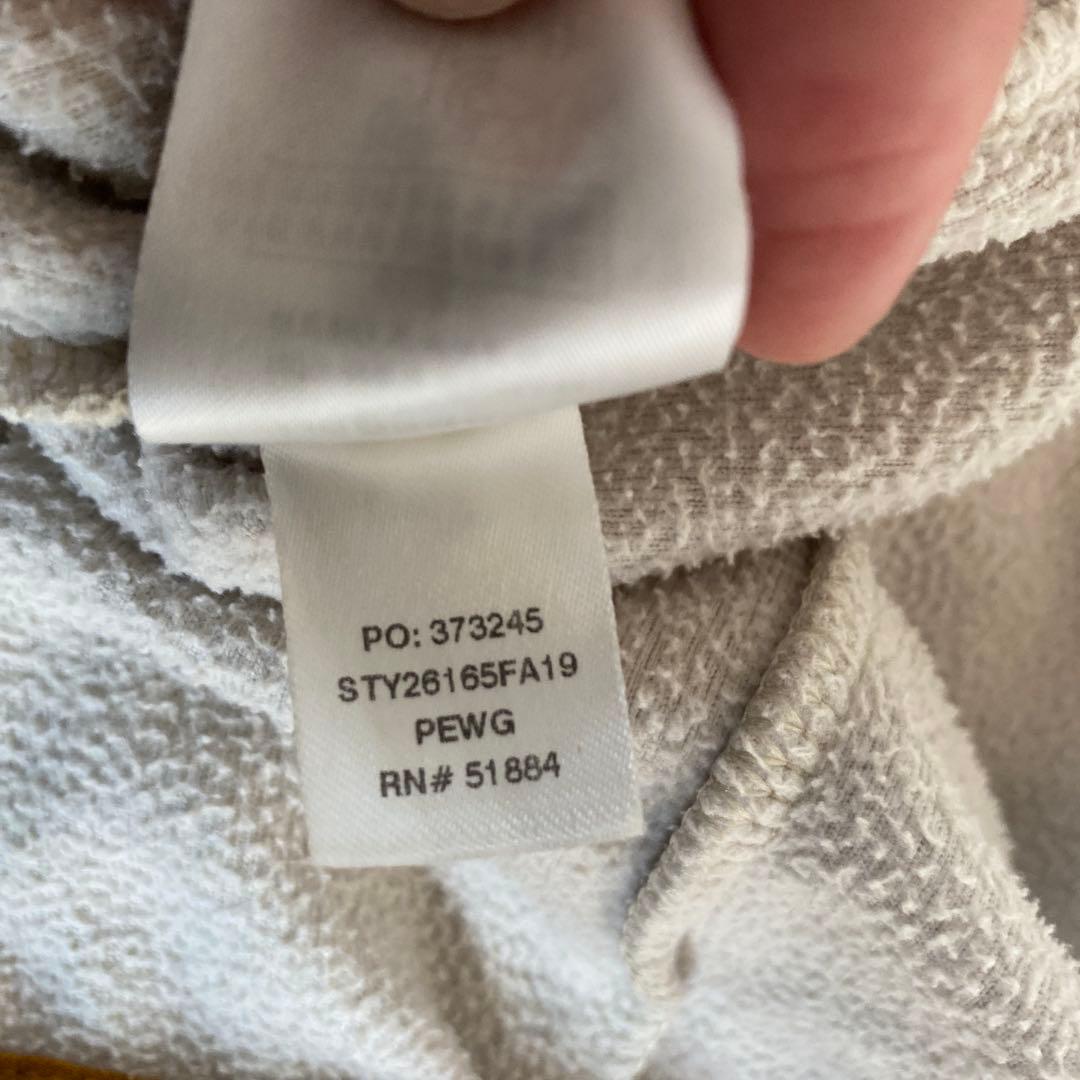 PO: 373245
STY26165FA19
PEWG
RN# 51884